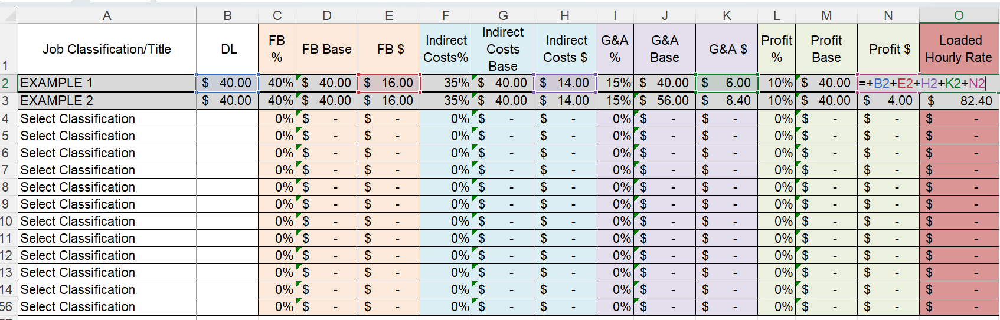 A B C D E F G H I J K L M N O
1 Job Classification/Title DL FB % FB Base FB $ Indirect Costs% Indirect Costs Base Indirect Costs $ G&A % G&A Base G&A $ Profit % Profit Base Profit $ Loaded Hourly Rate
2 EXAMPLE 1 $ 40.00 40% $ 40.00 $ 16.00 35% $ 40.00 $ 14.00 15% $ 40.00 $ 6.00 10% $ 40.00 =+B2+E2+H2+K2+N2
3 EXAMPLE 2 $ 40.00 40% $ 40.00 $ 16.00 35% $ 40.00 $ 14.00 15% $ 56.00 $ 8.40 10% $ 40.00 $ 4.00 $ 82.40
4 Select Classification 0% $ - $ - 0% $ - $ - 0% $ - $ - 0% $ - $ - $ -
5 Select Classification 0% $ - $ - 0% $ - $ - 0% $ - $ - 0% $ - $ - $ -
6 Select Classification 0% $ - $ - 0% $ - $ - 0% $ - $ - 0% $ - $ - $ -
7 Select Classification 0% $ - $ - 0% $ - $ - 0% $ - $ - 0% $ - $ - $ -
8 Select Classification 0% $ - $ - 0% $ - $ - 0% $ - $ - 0% $ - $ - $ -
9 Select Classification 0% $ - $ - 0% $ - $ - 0% $ - $ - 0% $ - $ - $ -
10 Select Classification 0% $ - $ - 0% $ - $ - 0% $ - $ - 0% $ - $ - $ -
11 Select Classification 0% $ - $ - 0% $ - $ - 0% $ - $ - 0% $ - $ - $ -
12 Select Classification 0% $ - $ - 0% $ - $ - 0% $ - $ - 0% $ - $ - $ -
13 Select Classification 0% $ - $ - 0% $ - $ - 0% $ - $ - 0% $ - $ - $ -
14 Select Classification 0% $ - $ - 0% $ - $ - 0% $ - $ - 0% $ - $ - $ -
56 Select Classification 0% $ - $ - 0% $ - $ - 0% $ - $ - 0% $ - $ - $ -